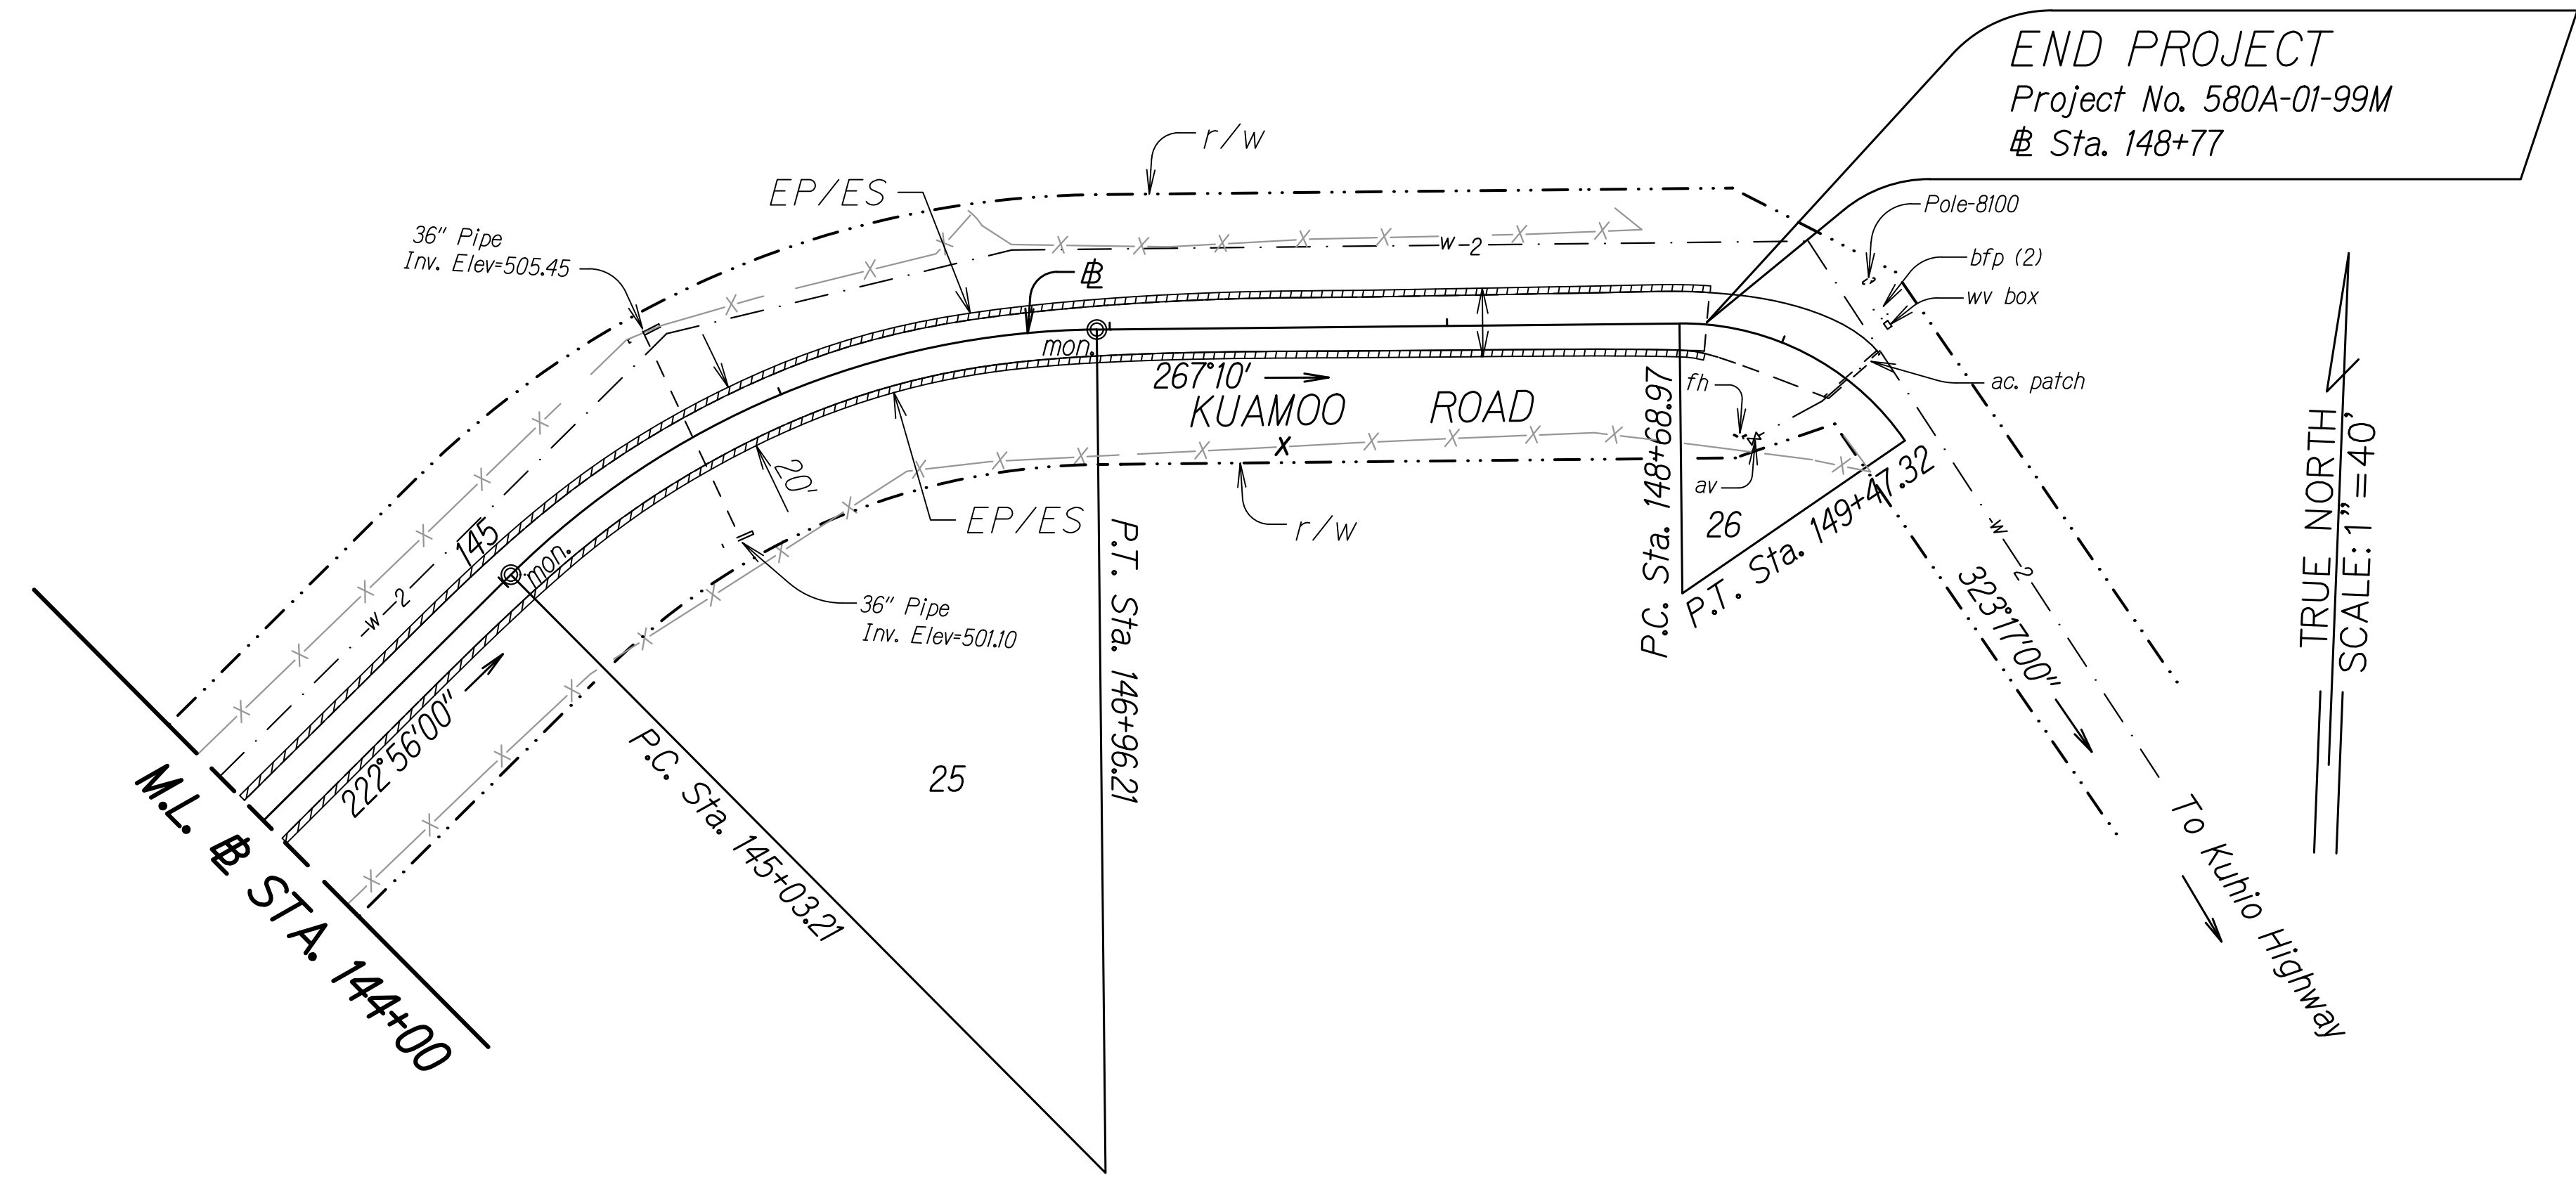 END PROJECT
Project No. 580A-01-99M
BL Sta. 148+77
r/w
EP/ES
36" Pipe
Inv. Elev=505.45
BL
w-2
Pole-8100
bfp (2)
wv box
ac. patch
mon.
267°10'
KUAMOO ROAD
fh
av
r/w
20'
EP/ES
36" Pipe
Inv. Elev=501.10
145
mon.
w-2
222°56'00"
M.L. BL STA. 144+00
P.C. Sta. 145+03.21
25
P.T. Sta. 146+96.21
P.C. Sta. 148+68.97
26
P.T. Sta. 149+47.32
w-2
323°17'00"
To Kuhio Highway
TRUE NORTH
SCALE: 1"=40'